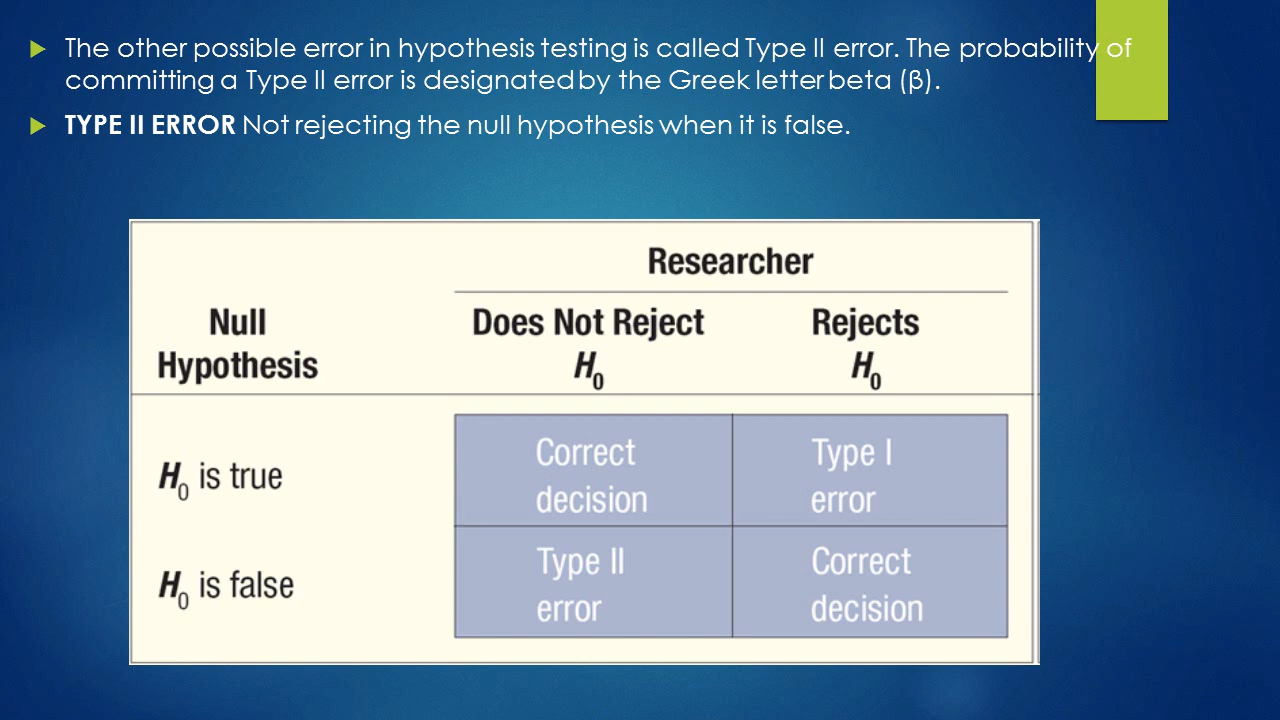 The other possible error in hypothesis testing is called Type II error. The probability of
committing a Type II error is designated by the Greek letter beta (β).
TYPE II ERROR Not rejecting the null hypothesis when it is false.
Researcher
Null Does Not Reject Rejects
Hypothesis H₀ H₀
H₀ is true
Correct Type I
decision error
H₀ is false
Type II Correct
error decision